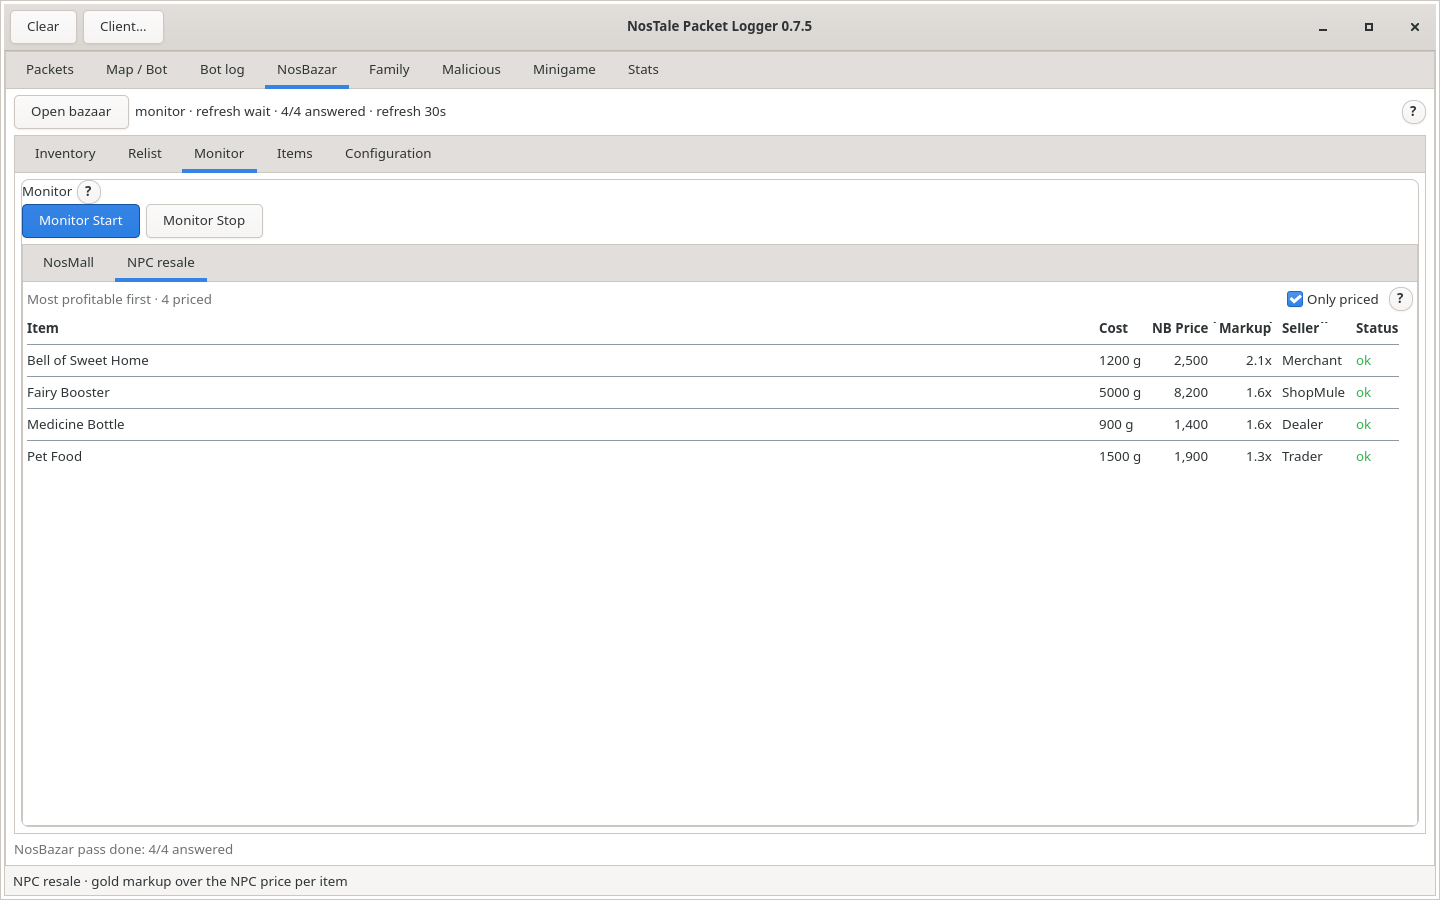 Clear Client... NosTale Packet Logger 0.7.5
Packets Map / Bot Bot log NosBazar Family Malicious Minigame Stats
Open bazaar monitor · refresh wait · 4/4 answered · refresh 30s ?
Inventory Relist Monitor Items Configuration
Monitor ?
Monitor Start Monitor Stop
NosMall NPC resale
Most profitable first · 4 priced Only priced ?
Item Cost NB Price Markup Seller Status
Bell of Sweet Home 1200 g 2,500 2.1x Merchant ok
Fairy Booster 5000 g 8,200 1.6x ShopMule ok
Medicine Bottle 900 g 1,400 1.6x Dealer ok
Pet Food 1500 g 1,900 1.3x Trader ok
NosBazar pass done: 4/4 answered
NPC resale · gold markup over the NPC price per item